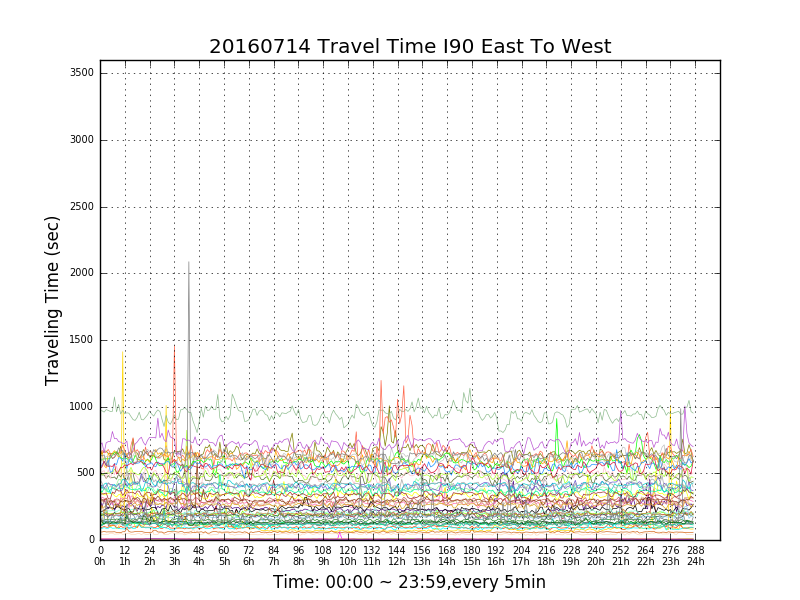 20160714 Travel Time I90 East To West
Traveling Time (sec)
3500
3000
2500
2000
1500
1000
500
0
0 12 24 36 48 60 72 84 96 108 120 132 144 156 168 180 192 204 216 228 240 252 264 276 288
0h 1h 2h 3h 4h 5h 6h 7h 8h 9h 10h 11h 12h 13h 14h 15h 16h 17h 18h 19h 20h 21h 22h 23h 24h
Time: 00:00 ~ 23:59,every 5min